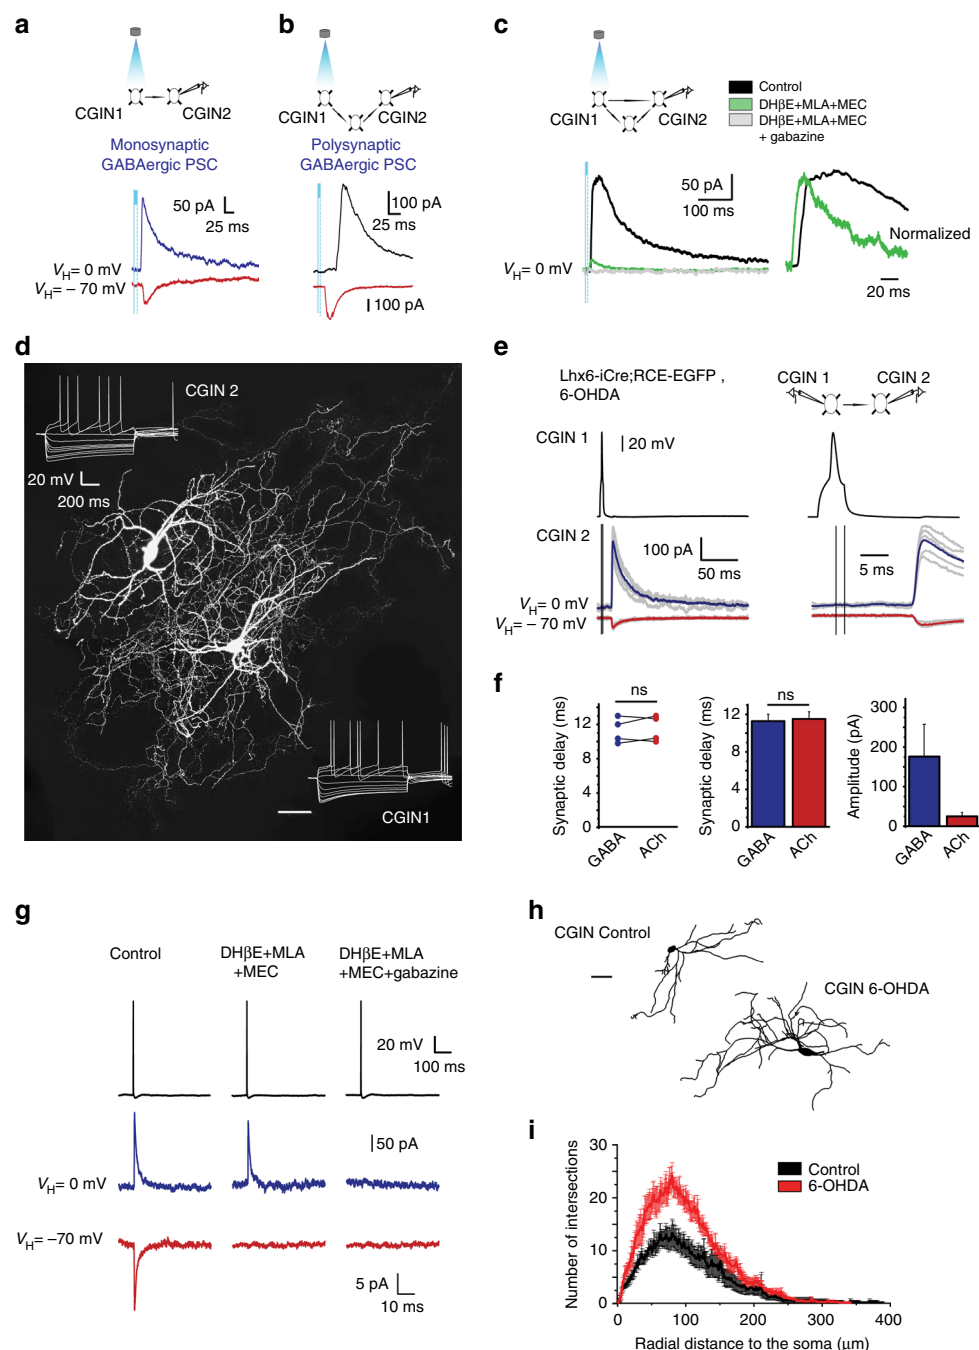 a
CGIN1
CGIN2
Monosynaptic
GABAergic PSC
50 pA
25 ms
V_H= 0 mV
V_H= – 70 mV
b
CGIN1
CGIN2
Polysynaptic
GABAergic PSC
100 pA
25 ms
100 pA
c
CGIN1
CGIN2
Control
DHβE+MLA+MEC
DHβE+MLA+MEC
+ gabazine
50 pA
100 ms
V_H= 0 mV
Normalized
20 ms
d
CGIN 2
20 mV
200 ms
CGIN1
e
Lhx6-iCre;RCE-EGFP ,
6-OHDA
CGIN 1
CGIN 2
CGIN 1
20 mV
CGIN 2
100 pA
50 ms
5 ms
V_H= 0 mV
V_H= – 70 mV
f
ns
Synaptic delay (ms)
12
8
4
0
GABA
ACh
ns
Synaptic delay (ms)
12
8
4
0
GABA
ACh
Amplitude (pA)
300
200
100
0
GABA
ACh
g
Control
DHβE+MLA
+MEC
DHβE+MLA
+MEC+gabazine
20 mV
100 ms
50 pA
V_H= 0 mV
V_H= –70 mV
5 pA
10 ms
h
CGIN Control
CGIN 6-OHDA
i
Number of intersections
30
20
10
0
Control
6-OHDA
0
100
200
300
400
Radial distance to the soma (μm)